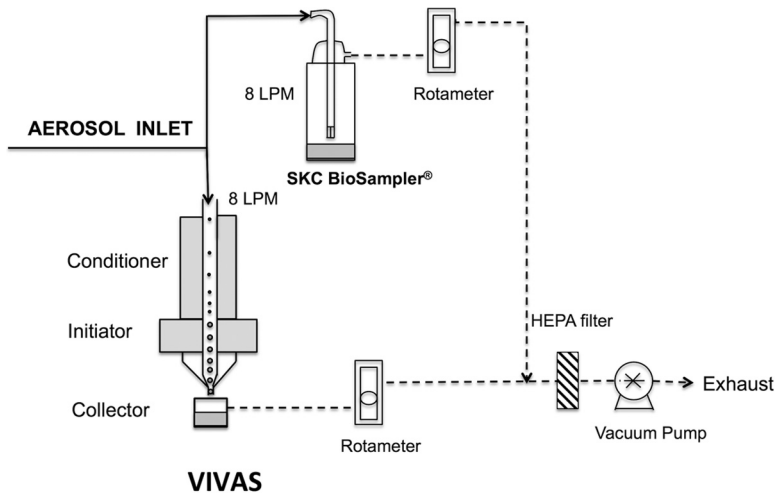 8 LPM
Rotameter
AEROSOL INLET
SKC BioSampler®
8 LPM
Conditioner
Initiator
HEPA filter
Collector
Exhaust
Rotameter
Vacuum Pump
VIVAS